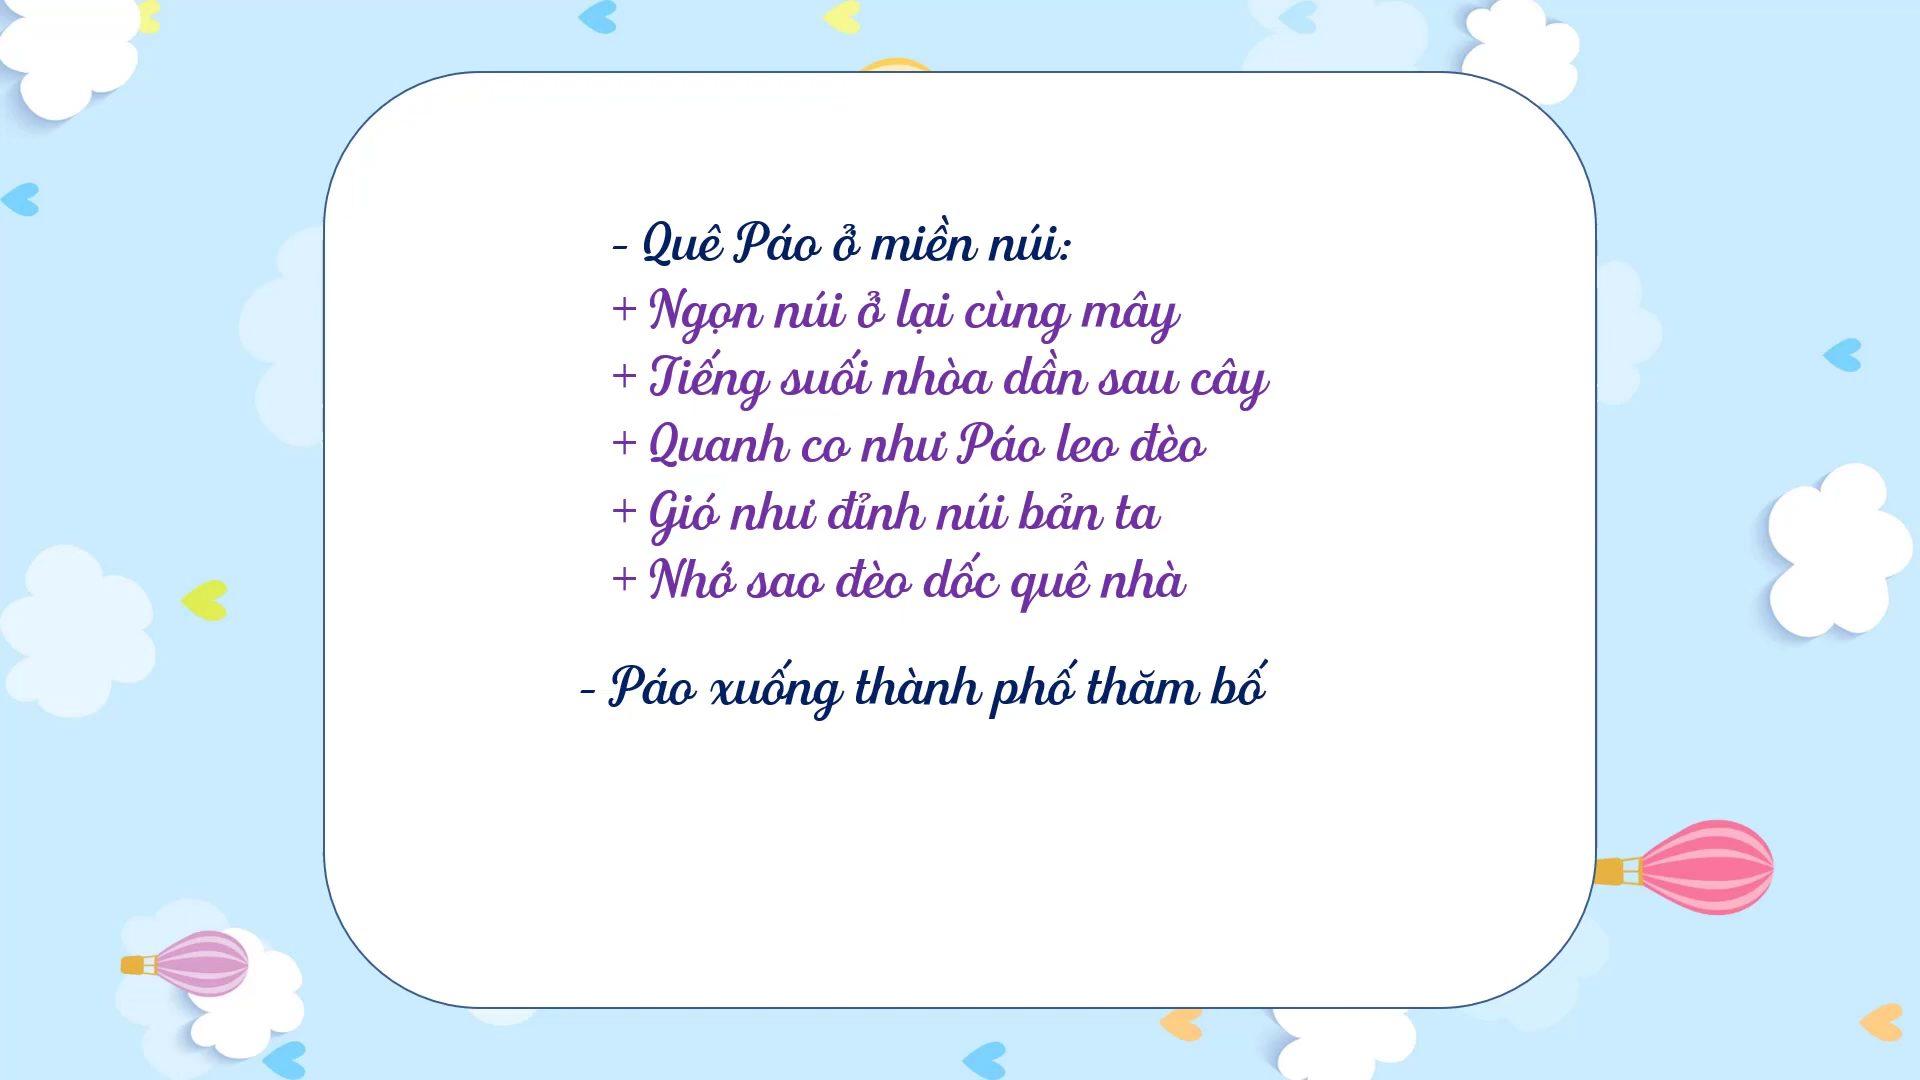 - Quê Páo ở miền núi:
+ Ngọn núi ở lại cùng mây
+ Tiếng suối nhòa dần sau cây
+ Quanh co như Páo leo đèo
+ Gió như đỉnh núi bản ta
+ Nhớ sao đèo dốc quê nhà
- Páo xuống thành phố thăm bố